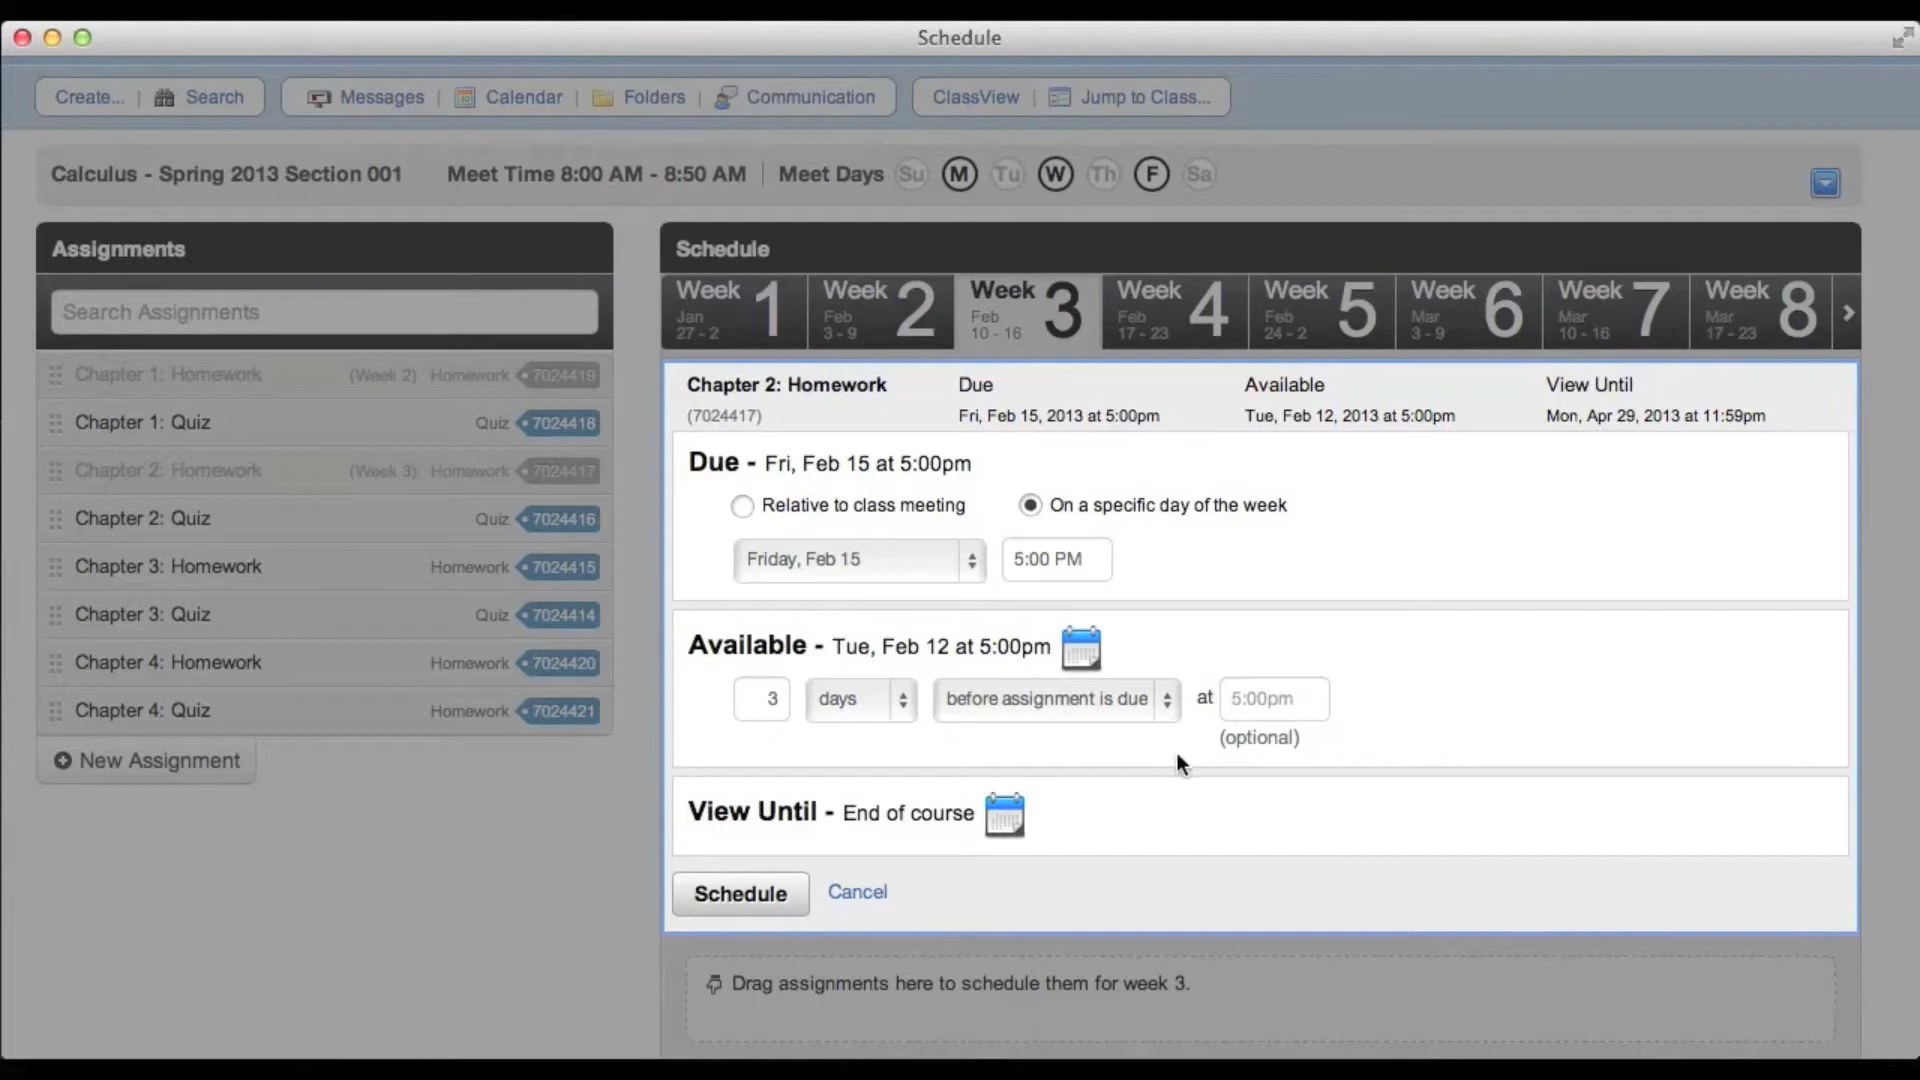 Schedule
Create... Search Messages Calendar Folders Communication ClassView Jump to Class...
Calculus - Spring 2013 Section 001 Meet Time 8:00 AM - 8:50 AM Meet Days Su M Tu W Th F Sa
Assignments
Search Assignments
Chapter 1: Homework (Week 2) Homework 7024419
Chapter 1: Quiz Quiz 7024418
Chapter 2: Homework (Week 3) Homework 7024417
Chapter 2: Quiz Quiz 7024416
Chapter 3: Homework Homework 7024415
Chapter 3: Quiz Quiz 7024414
Chapter 4: Homework Homework 7024420
Chapter 4: Quiz Homework 7024421
New Assignment
Schedule
Week 1 Jan 27 - 2
Week 2 Feb 3 - 9
Week 3 Feb 10 - 16
Week 4 Feb 17 - 23
Week 5 Feb 24 - 2
Week 6 Mar 3 - 9
Week 7 Mar 10 - 16
Week 8 Mar 17 - 23
Chapter 2: Homework Due Available View Until
(7024417) Fri, Feb 15, 2013 at 5:00pm Tue, Feb 12, 2013 at 5:00pm Mon, Apr 29, 2013 at 11:59pm
Due - Fri, Feb 15 at 5:00pm
Relative to class meeting On a specific day of the week
Friday, Feb 15 5:00 PM
Available - Tue, Feb 12 at 5:00pm
3 days before assignment is due at 5:00pm
(optional)
View Until - End of course
Schedule Cancel
Drag assignments here to schedule them for week 3.